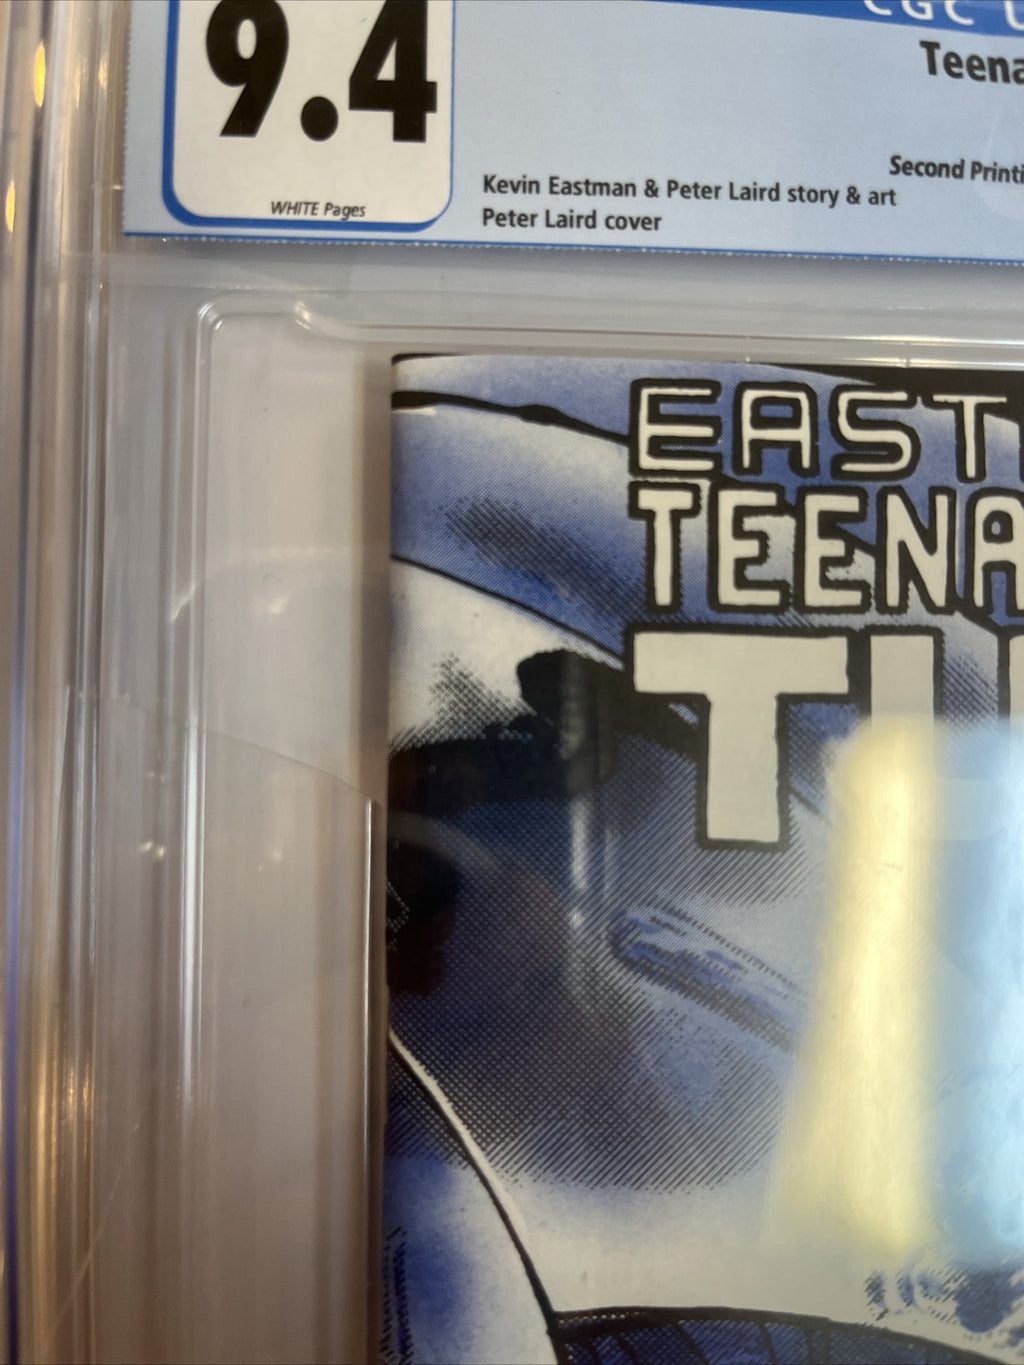 CGC
9.4
Teena
WHITE Pages
Second Printi
Kevin Eastman & Peter Laird story & art
Peter Laird cover
EAST
TEENA
TU